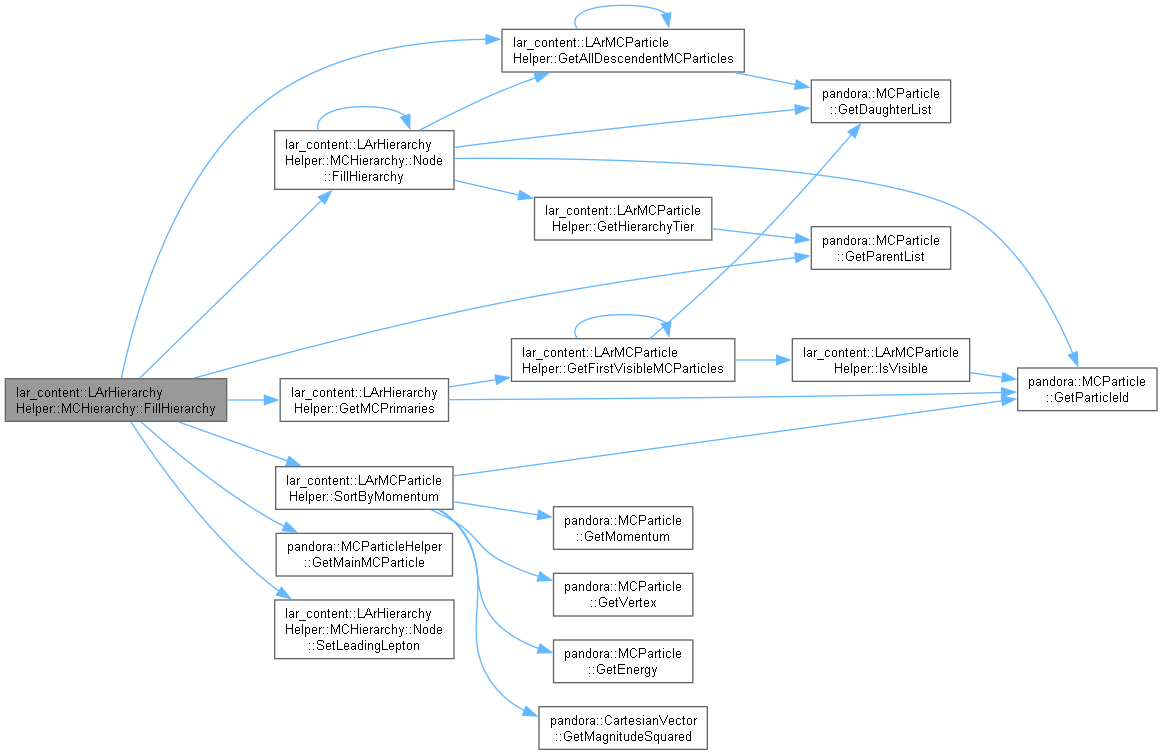 lar_content::LArMCParticle
Helper::GetAllDescendentMCParticles
pandora::MCParticle
::GetDaughterList
lar_content::LArHierarchy
Helper::MCHierarchy::Node
::FillHierarchy
lar_content::LArMCParticle
Helper::GetHierarchyTier
pandora::MCParticle
::GetParentList
lar_content::LArMCParticle
Helper::GetFirstVisibleMCParticles
lar_content::LArMCParticle
Helper::IsVisible
pandora::MCParticle
::GetParticleId
lar_content::LArHierarchy
Helper::MCHierarchy::FillHierarchy
lar_content::LArHierarchy
Helper::GetMCPrimaries
lar_content::LArMCParticle
Helper::SortByMomentum
pandora::MCParticle
::GetMomentum
pandora::MCParticleHelper
::GetMainMCParticle
pandora::MCParticle
::GetVertex
lar_content::LArHierarchy
Helper::MCHierarchy::Node
::SetLeadingLepton
pandora::MCParticle
::GetEnergy
pandora::CartesianVector
::GetMagnitudeSquared